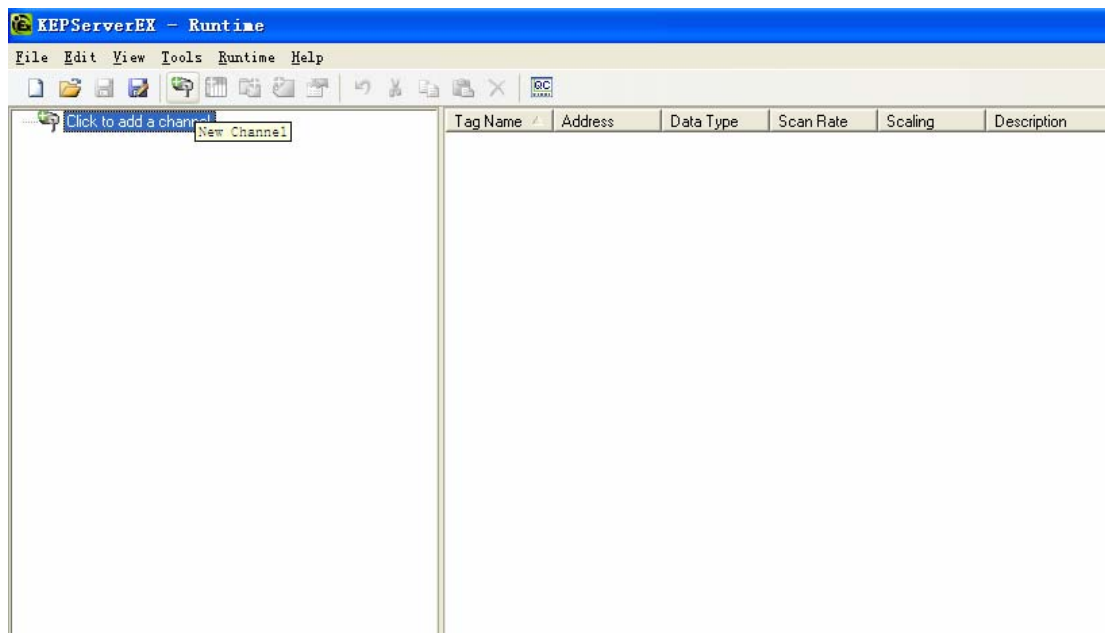 KEPServerEX - Runtime
File Edit View Tools Runtime Help
QC
Click to add a channel
New Channel
Tag Name Address Data Type Scan Rate Scaling Description